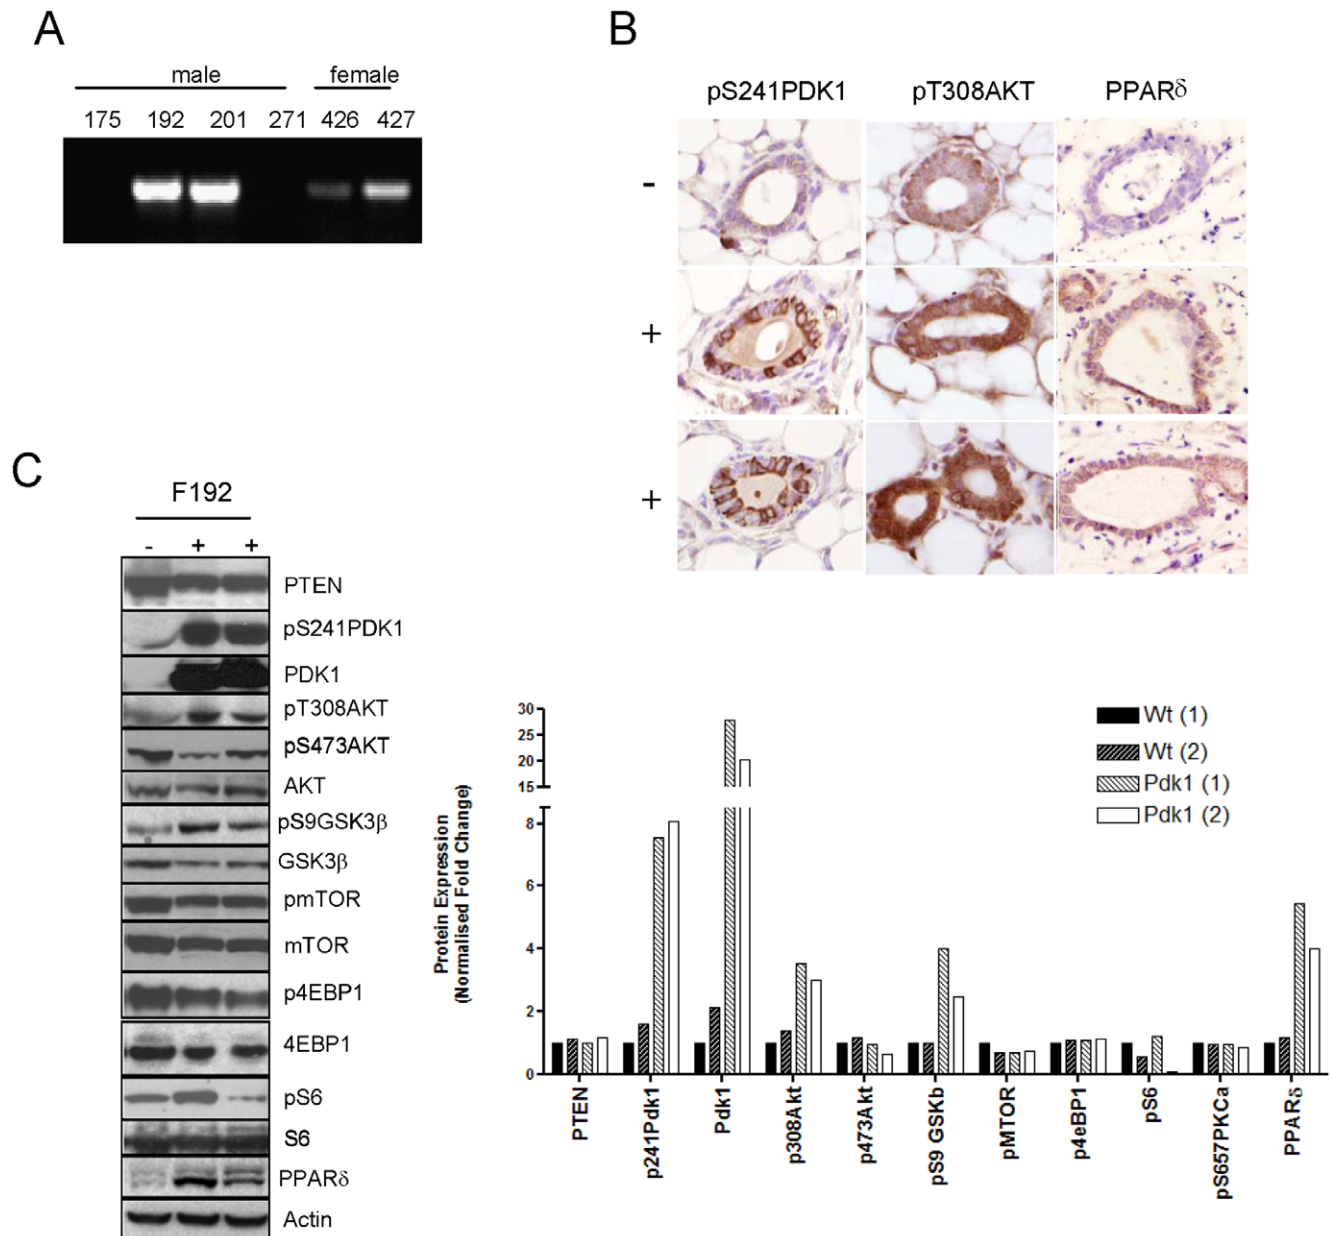 A
male female
175 192 201 271 426 427
B
pS241PDK1 pT308AKT PPARδ
-
+
+
C
F192
- + +
PTEN
pS241PDK1
PDK1
pT308AKT
pS473AKT
AKT
pS9GSK3β
GSK3β
pmTOR
mTOR
p4EBP1
4EBP1
pS6
S6
PPARδ
Actin
Protein Expression
(Normalised Fold Change)
30
25
20
15
8
6
4
2
0
Wt (1)
Wt (2)
Pdk1 (1)
Pdk1 (2)
PTEN
p241Pdk1
Pdk1
p308Akt
p473Akt
pS9 GSKb
pMTOR
p4eBP1
pS6
pS657PKCa
PPARδ